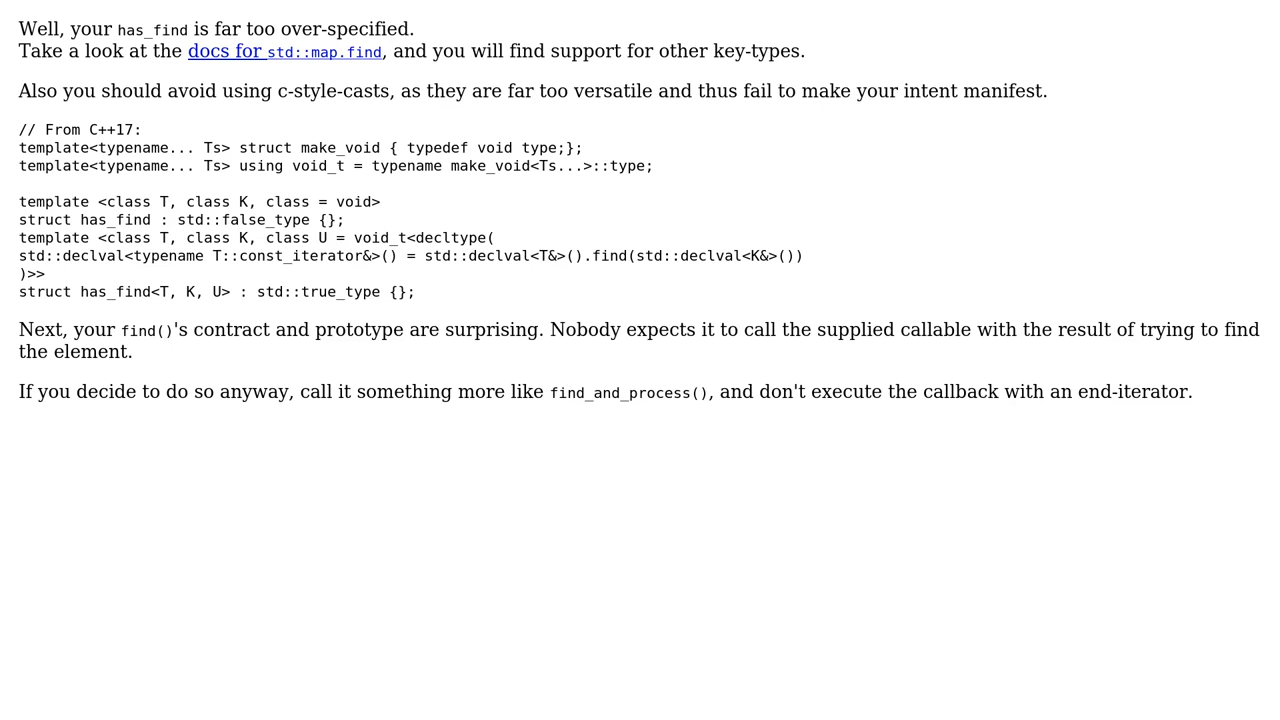 Well, your has_find is far too over-specified.
Take a look at the docs for std::map.find, and you will find support for other key-types.
Also you should avoid using c-style-casts, as they are far too versatile and thus fail to make your intent manifest.
// From C++17:
template<typename... Ts> struct make_void { typedef void type;};
template<typename... Ts> using void_t = typename make_void<Ts...>::type;
template <class T, class K, class = void>
struct has_find : std::false_type {};
template <class T, class K, class U = void_t<decltype(
std::declval<typename T::const_iterator&>() = std::declval<T&>().find(std::declval<K&>())
)>>
struct has_find<T, K, U> : std::true_type {};
Next, your find()'s contract and prototype are surprising. Nobody expects it to call the supplied callable with the result of trying to find
the element.
If you decide to do so anyway, call it something more like find_and_process(), and don't execute the callback with an end-iterator.